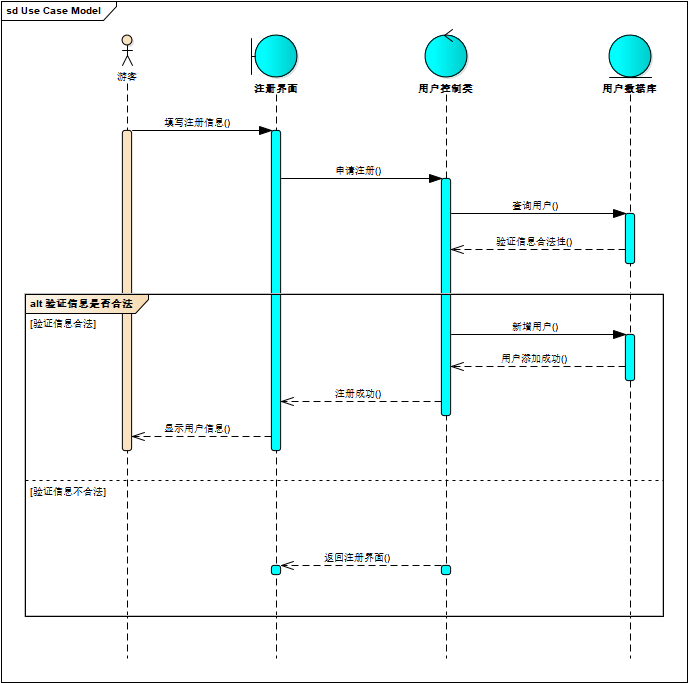 sd Use Case Model
游客
注册界面
用户控制类
用户数据库
填写注册信息()
申请注册()
查询用户()
验证信息合法性()
alt 验证信息是否合法
[验证信息合法]
新增用户()
用户添加成功()
注册成功()
显示用户信息()
[验证信息不合法]
返回注册界面()